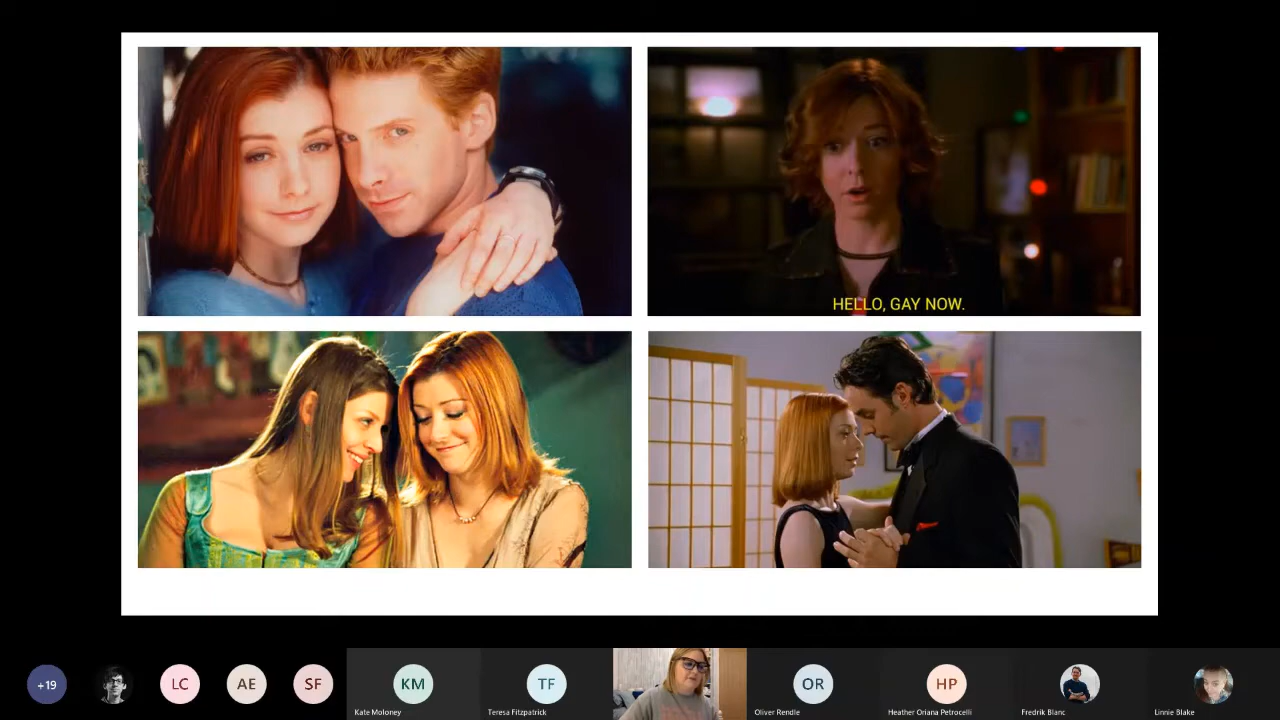 HELLO, GAY NOW.
+19
LC
AE
SF
KM
TF
OR
HP
Kate Moloney
Teresa Fitzpatrick
Oliver Rendle
Heather Oriana Petrocelli
Fredrik Blanc
Linnie Blake